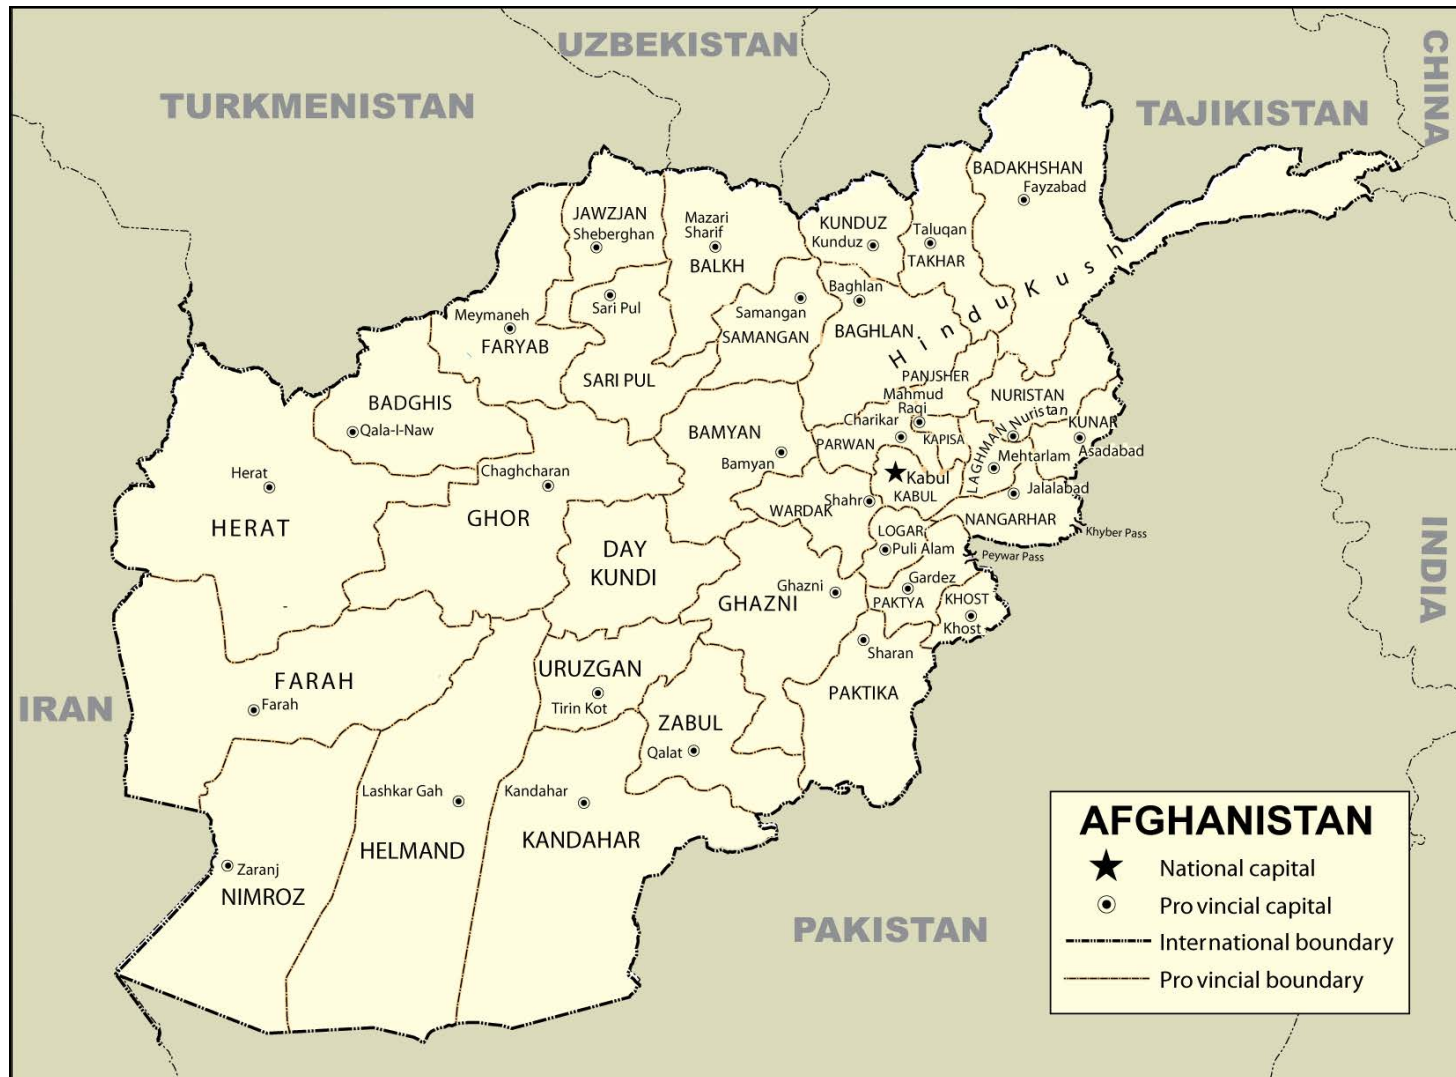 UZBEKISTAN
TURKMENISTAN
TAJIKISTAN
CHINA
BADAKHSHAN
Fayzabad
JAWZJAN
Sheberghan
Mazari
Sharif
BALKH
KUNDUZ
Kunduz
Taluqan
TAKHAR
Hindu Kush
Sari Pul
Samangan
SAMANGAN
Baghlan
BAGHLAN
Meymaneh
FARYAB
SARI PUL
PANJSHER
BADGHIS
Qala-I-Naw
BAMYAN
Bamyan
Mahmud
Raqi
Charikar
PARWAN
KAPISA
NURISTAN
Nuristan
KUNAR
Asadabad
LAGHMAN
Mehtarlam
Herat
HERAT
Chaghcharan
GHOR
Kabul
KABUL
Shahr
WARDAK
Jalalabad
NANGARHAR
Khyber Pass
Peywar Pass
LOGAR
Puli Alam
DAY
KUNDI
Ghazni
GHAZNI
Gardez
PAKTYA
KHOST
Khost
INDIA
Sharan
PAKTIKA
URUZGAN
Tirin Kot
ZABUL
Qalat
FARAH
Farah
IRAN
Lashkar Gah
HELMAND
Kandahar
KANDAHAR
Zaranj
NIMROZ
PAKISTAN
AFGHANISTAN
National capital
Provincial capital
International boundary
Provincial boundary